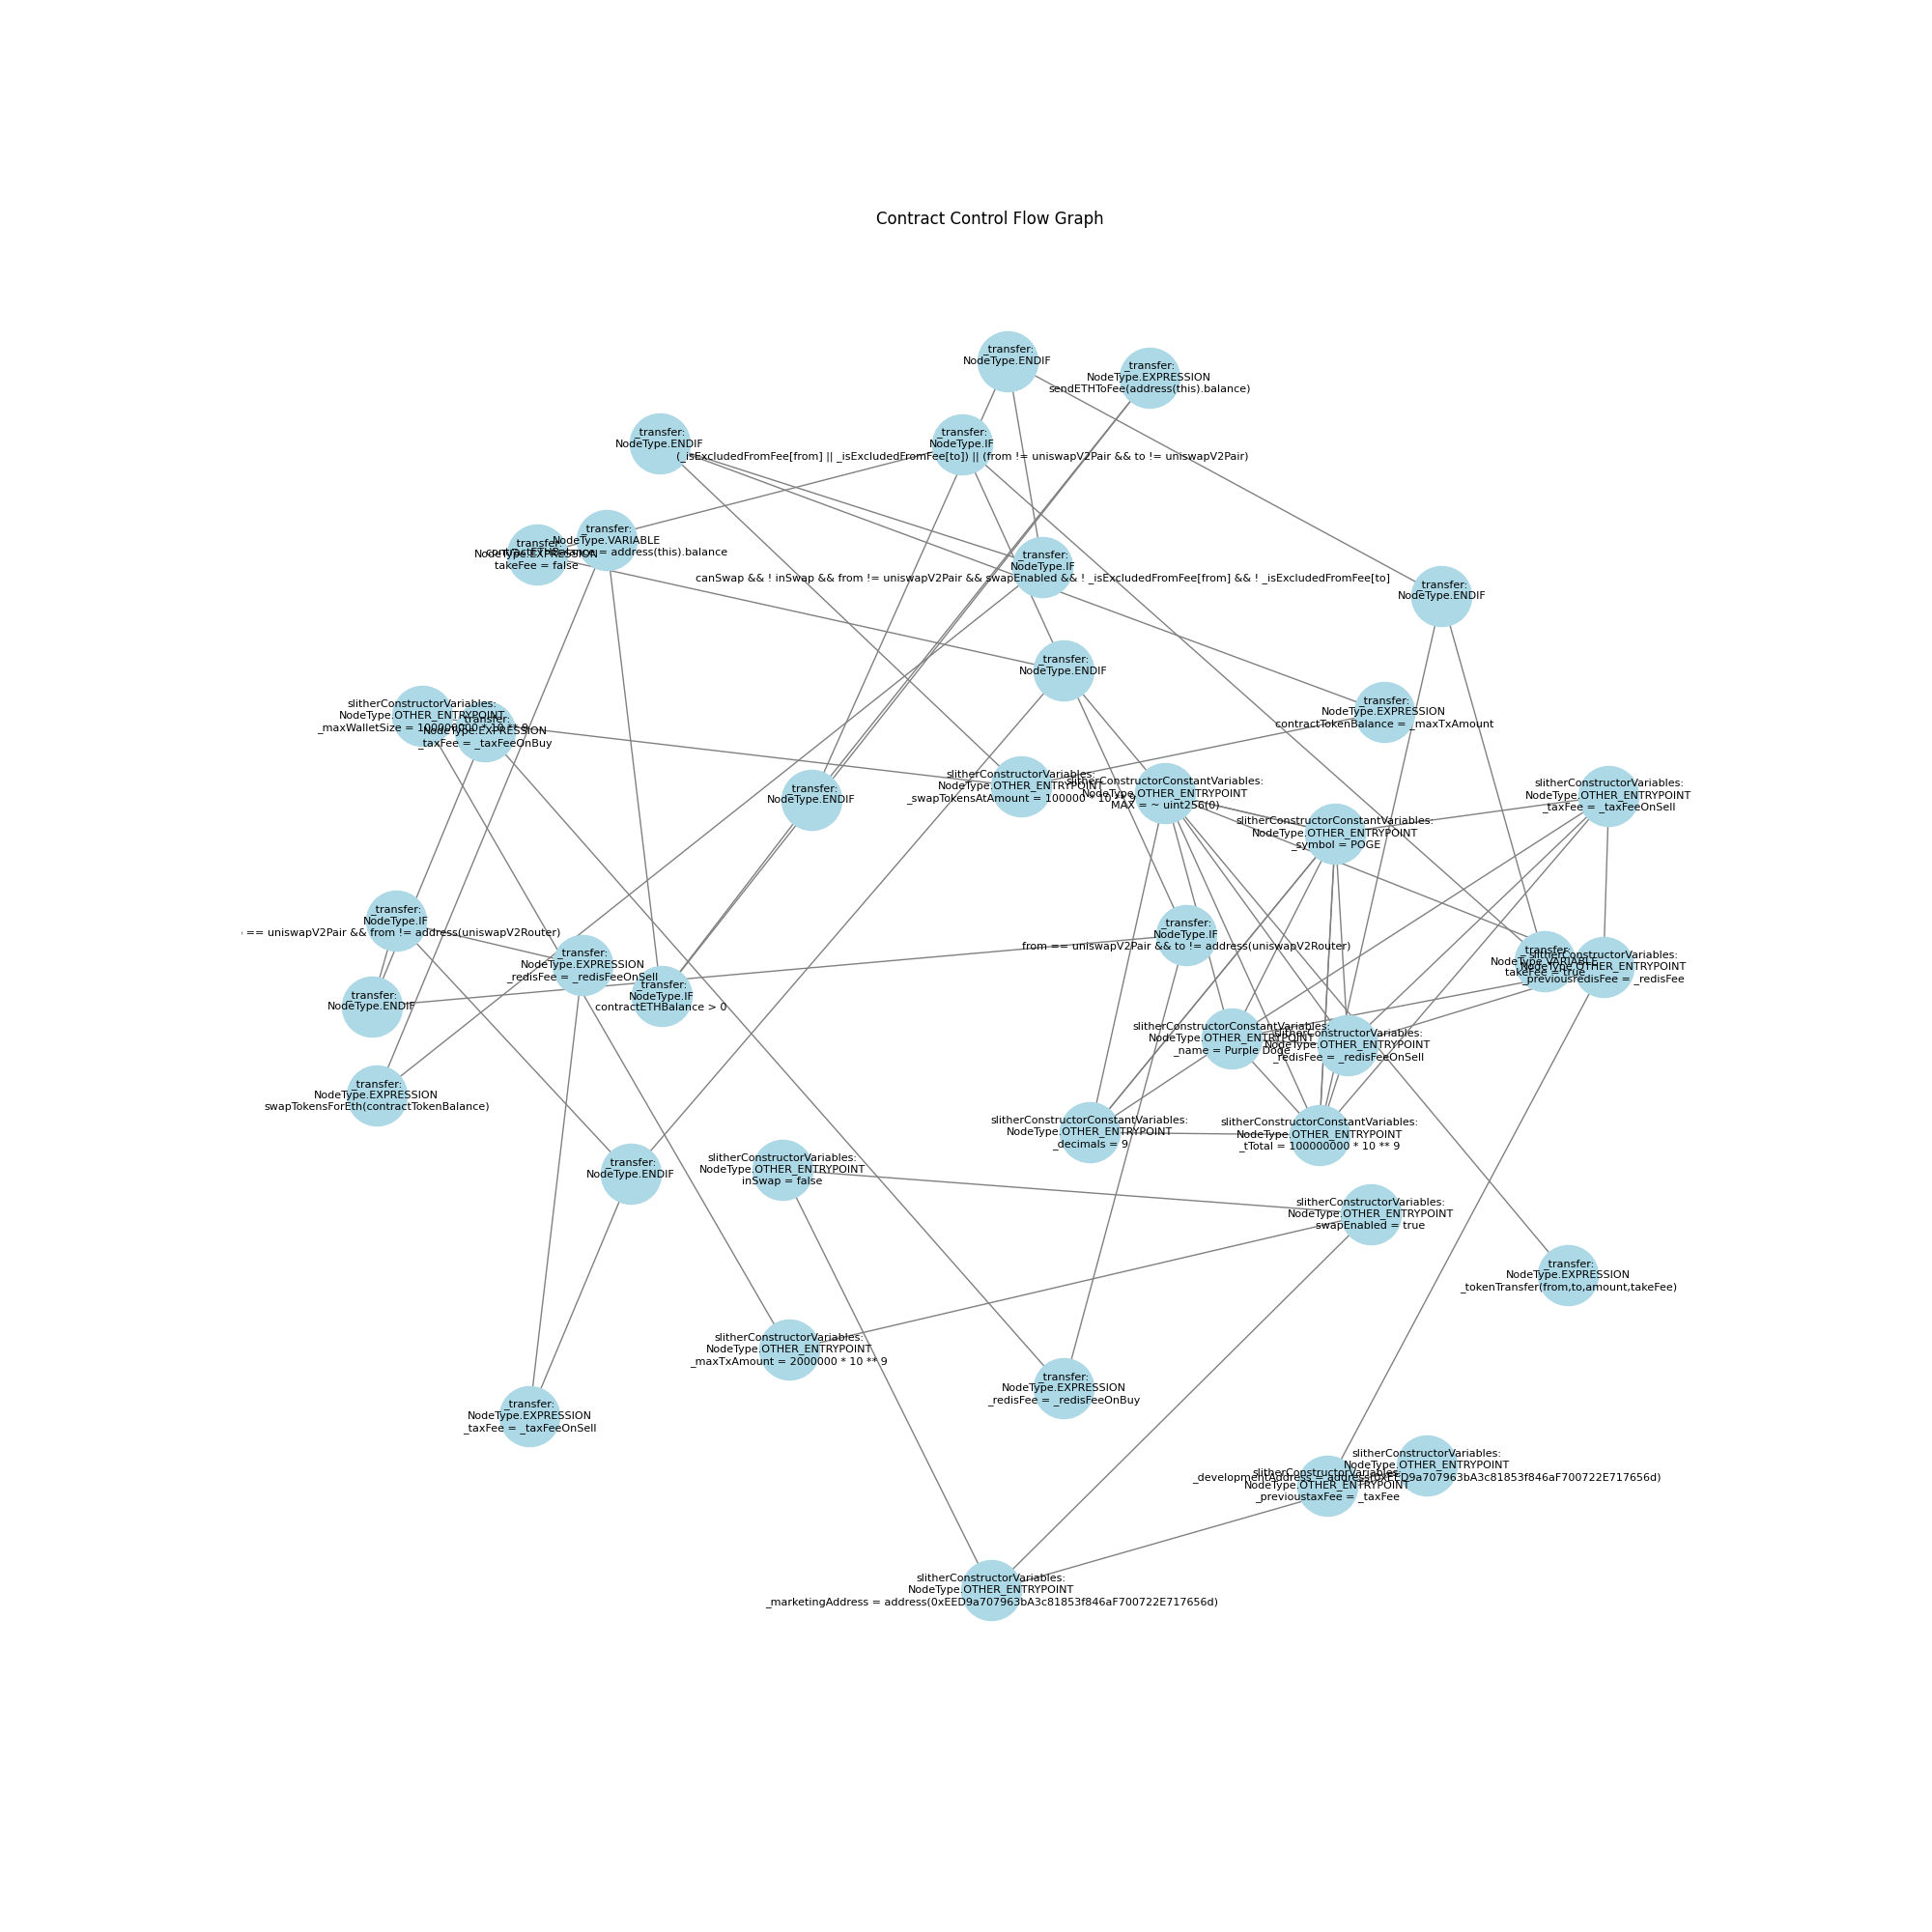 Contract Control Flow Graph
_transfer:
NodeType.ENDIF
_transfer:
NodeType.EXPRESSION
sendETHToFee(address(this).balance)
_transfer:
NodeType.ENDIF
_transfer:
NodeType.IF
(_isExcludedFromFee[from] || _isExcludedFromFee[to]) || (from != uniswapV2Pair && to != uniswapV2Pair)
_transfer:
NodeType.VARIABLE
contractETHBalance = address(this).balance
_transfer:
NodeType.EXPRESSION
takeFee = false
_transfer:
NodeType.IF
canSwap && ! inSwap && from != uniswapV2Pair && swapEnabled && ! _isExcludedFromFee[from] && ! _isExcludedFromFee[to]
_transfer:
NodeType.ENDIF
_transfer:
NodeType.ENDIF
slitherConstructorVariables:
NodeType.OTHER_ENTRYPOINT
_maxWalletSize = 100000000 * 10 ** 9
_transfer:
NodeType.EXPRESSION
_taxFee = _taxFeeOnBuy
_transfer:
NodeType.EXPRESSION
contractTokenBalance = _maxTxAmount
_transfer:
NodeType.ENDIF
slitherConstructorVariables:
NodeType.OTHER_ENTRYPOINT
_swapTokensAtAmount = 100000 * 10 ** 9
slitherConstructorConstantVariables:
NodeType.OTHER_ENTRYPOINT
MAX = ~ uint256(0)
slitherConstructorVariables:
NodeType.OTHER_ENTRYPOINT
_taxFee = _taxFeeOnSell
slitherConstructorConstantVariables:
NodeType.OTHER_ENTRYPOINT
_symbol = POGE
_transfer:
NodeType.IF
== uniswapV2Pair && from != address(uniswapV2Router)
_transfer:
NodeType.IF
from == uniswapV2Pair && to != address(uniswapV2Router)
_transfer:
NodeType.EXPRESSION
_redisFee = _redisFeeOnSell
_transfer:
NodeType.VARIABLE
takeFee = true
slitherConstructorVariables:
NodeType.OTHER_ENTRYPOINT
_previousredisFee = _redisFee
_transfer:
NodeType.IF
contractETHBalance > 0
_transfer:
NodeType.ENDIF
slitherConstructorConstantVariables:
NodeType.OTHER_ENTRYPOINT
_name = Purple Doge
slitherConstructorVariables:
NodeType.OTHER_ENTRYPOINT
_redisFee = _redisFeeOnSell
_transfer:
NodeType.EXPRESSION
swapTokensForEth(contractTokenBalance)
slitherConstructorConstantVariables:
NodeType.OTHER_ENTRYPOINT
_decimals = 9
slitherConstructorConstantVariables:
NodeType.OTHER_ENTRYPOINT
_tTotal = 100000000 * 10 ** 9
_transfer:
NodeType.ENDIF
slitherConstructorVariables:
NodeType.OTHER_ENTRYPOINT
inSwap = false
slitherConstructorVariables:
NodeType.OTHER_ENTRYPOINT
swapEnabled = true
_transfer:
NodeType.EXPRESSION
_tokenTransfer(from,to,amount,takeFee)
slitherConstructorVariables:
NodeType.OTHER_ENTRYPOINT
_maxTxAmount = 2000000 * 10 ** 9
_transfer:
NodeType.EXPRESSION
_redisFee = _redisFeeOnBuy
_transfer:
NodeType.EXPRESSION
_taxFee = _taxFeeOnSell
slitherConstructorVariables:
NodeType.OTHER_ENTRYPOINT
_developmentAddress = address(0xEED9a707963bA3c81853f846aF700722E717656d)
slitherConstructorVariables:
NodeType.OTHER_ENTRYPOINT
_previoustaxFee = _taxFee
slitherConstructorVariables:
NodeType.OTHER_ENTRYPOINT
_marketingAddress = address(0xEED9a707963bA3c81853f846aF700722E717656d)